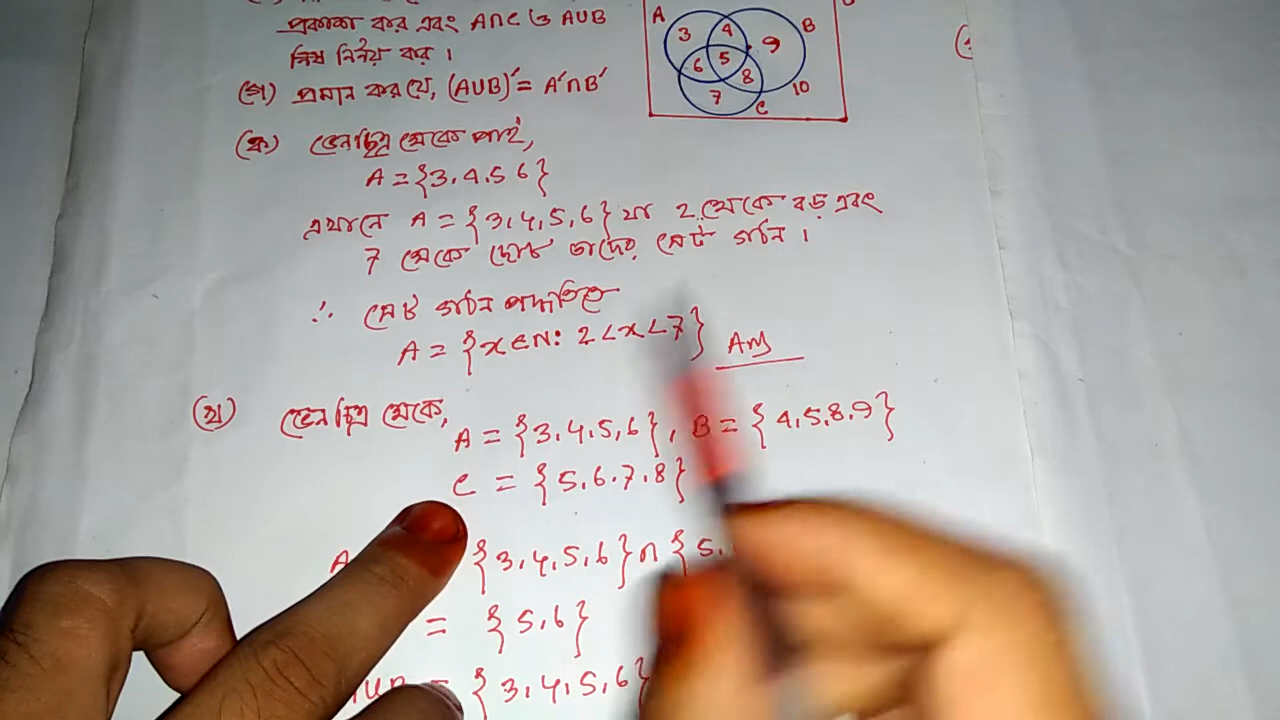 প্রকাশ কর এবং A∩C ও A∪B
নির্ণয় কর।
(গ) প্রমান কর যে, (A∪B)′ = A′∩B′
A B
3 4 9
6 5 8
7 C 10
(ক) ভেনচিত্র থেকে পাই,
A = {3,4,5 6}
এখানে A = {3,4,5,6} যা 2 থেকে বড় এবং
7 থেকে ছোট তাদের সেট গঠন।
∴ সেট গঠন পদ্ধতিতে
A = {x∈N: 2<x<7} Ans
(খ) ভেনচিত্র থেকে,
A = {3,4,5,6}, B = {4,5,8,9}
C = {5,6,7,8}
A {3,4,5,6} ∩ {5,
= {5,6}
= {3,4,5,6}